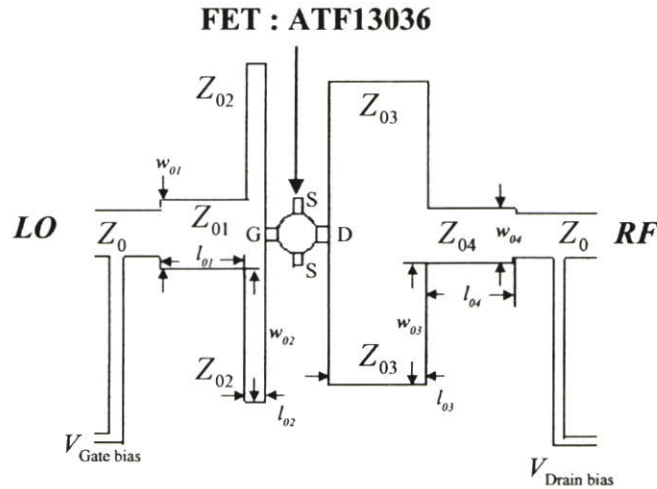 FET : ATF13036
Z02
Z03
w01
S
LO
Z0
Z01
G
D
Z04
w04
Z0
RF
l01
S
l04
w02
w03
Z02
Z03
l02
l03
VGate bias
VDrain bias